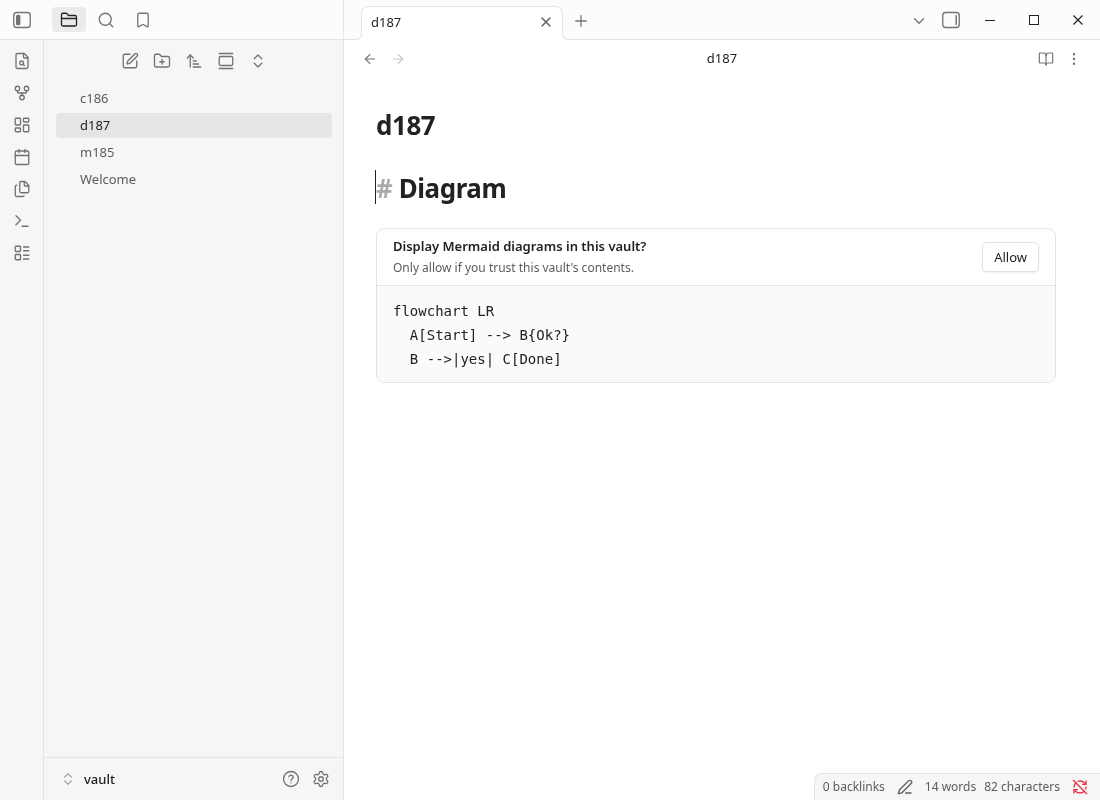 d187
d187
c186
d187
m185
Welcome
d187
# Diagram
Display Mermaid diagrams in this vault?
Only allow if you trust this vault's contents.
Allow
flowchart LR
  A[Start] --> B{Ok?}
  B -->|yes| C[Done]
vault
0 backlinks
14 words
82 characters